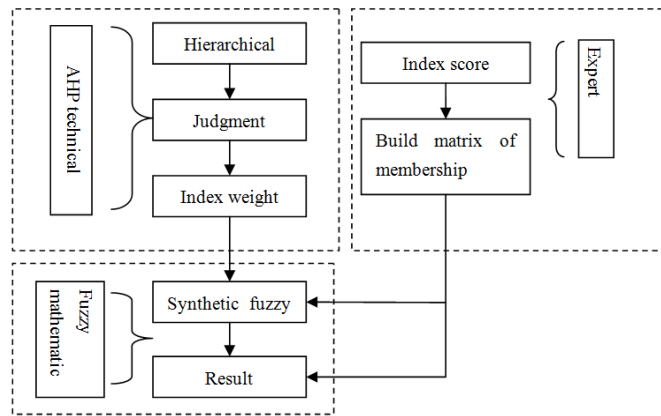 AHP technical
Hierarchical
Judgment
Index weight
Index score
Build matrix of
membership
Expert
Fuzzy
mathematic
Synthetic fuzzy
Result